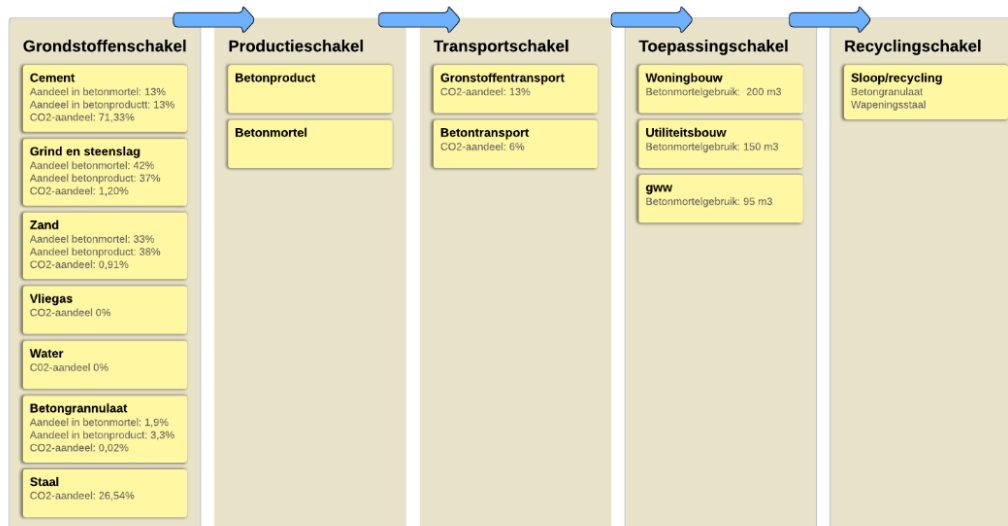 Grondstoffenschakel
Cement
Aandeel in betonmortel: 13%
Aandeel in betonproductt: 13%
CO2-aandeel: 71,33%
Grind en steenslag
Aandeel betonmortel: 42%
Aandeel betonproduct: 37%
CO2-aandeel: 1,20%
Zand
Aandeel betonmortel: 33%
Aandeel betonproduct: 38%
CO2-aandeel: 0,91%
Vliegas
CO2-aandeel 0%
Water
C02-aandeel 0%
Betongrannulaat
Aandeel in betonmortel: 1,9%
Aandeel in betonproduct: 3,3%
CO2-aandeel: 0,02%
Staal
CO2-aandeel: 26,54%
Productieschakel
Betonproduct
Betonmortel
Transportschakel
Gronstoffentransport
CO2-aandeel: 13%
Betontransport
CO2-aandeel: 6%
Toepassingschakel
Woningbouw
Betonmortelgebruik: 200 m3
Utiliteitsbouw
Betonmortelgebruik: 150 m3
gww
Betonmortelgebruik: 95 m3
Recyclingschakel
Sloop/recycling
Betongranulaat
Wapeningsstaal